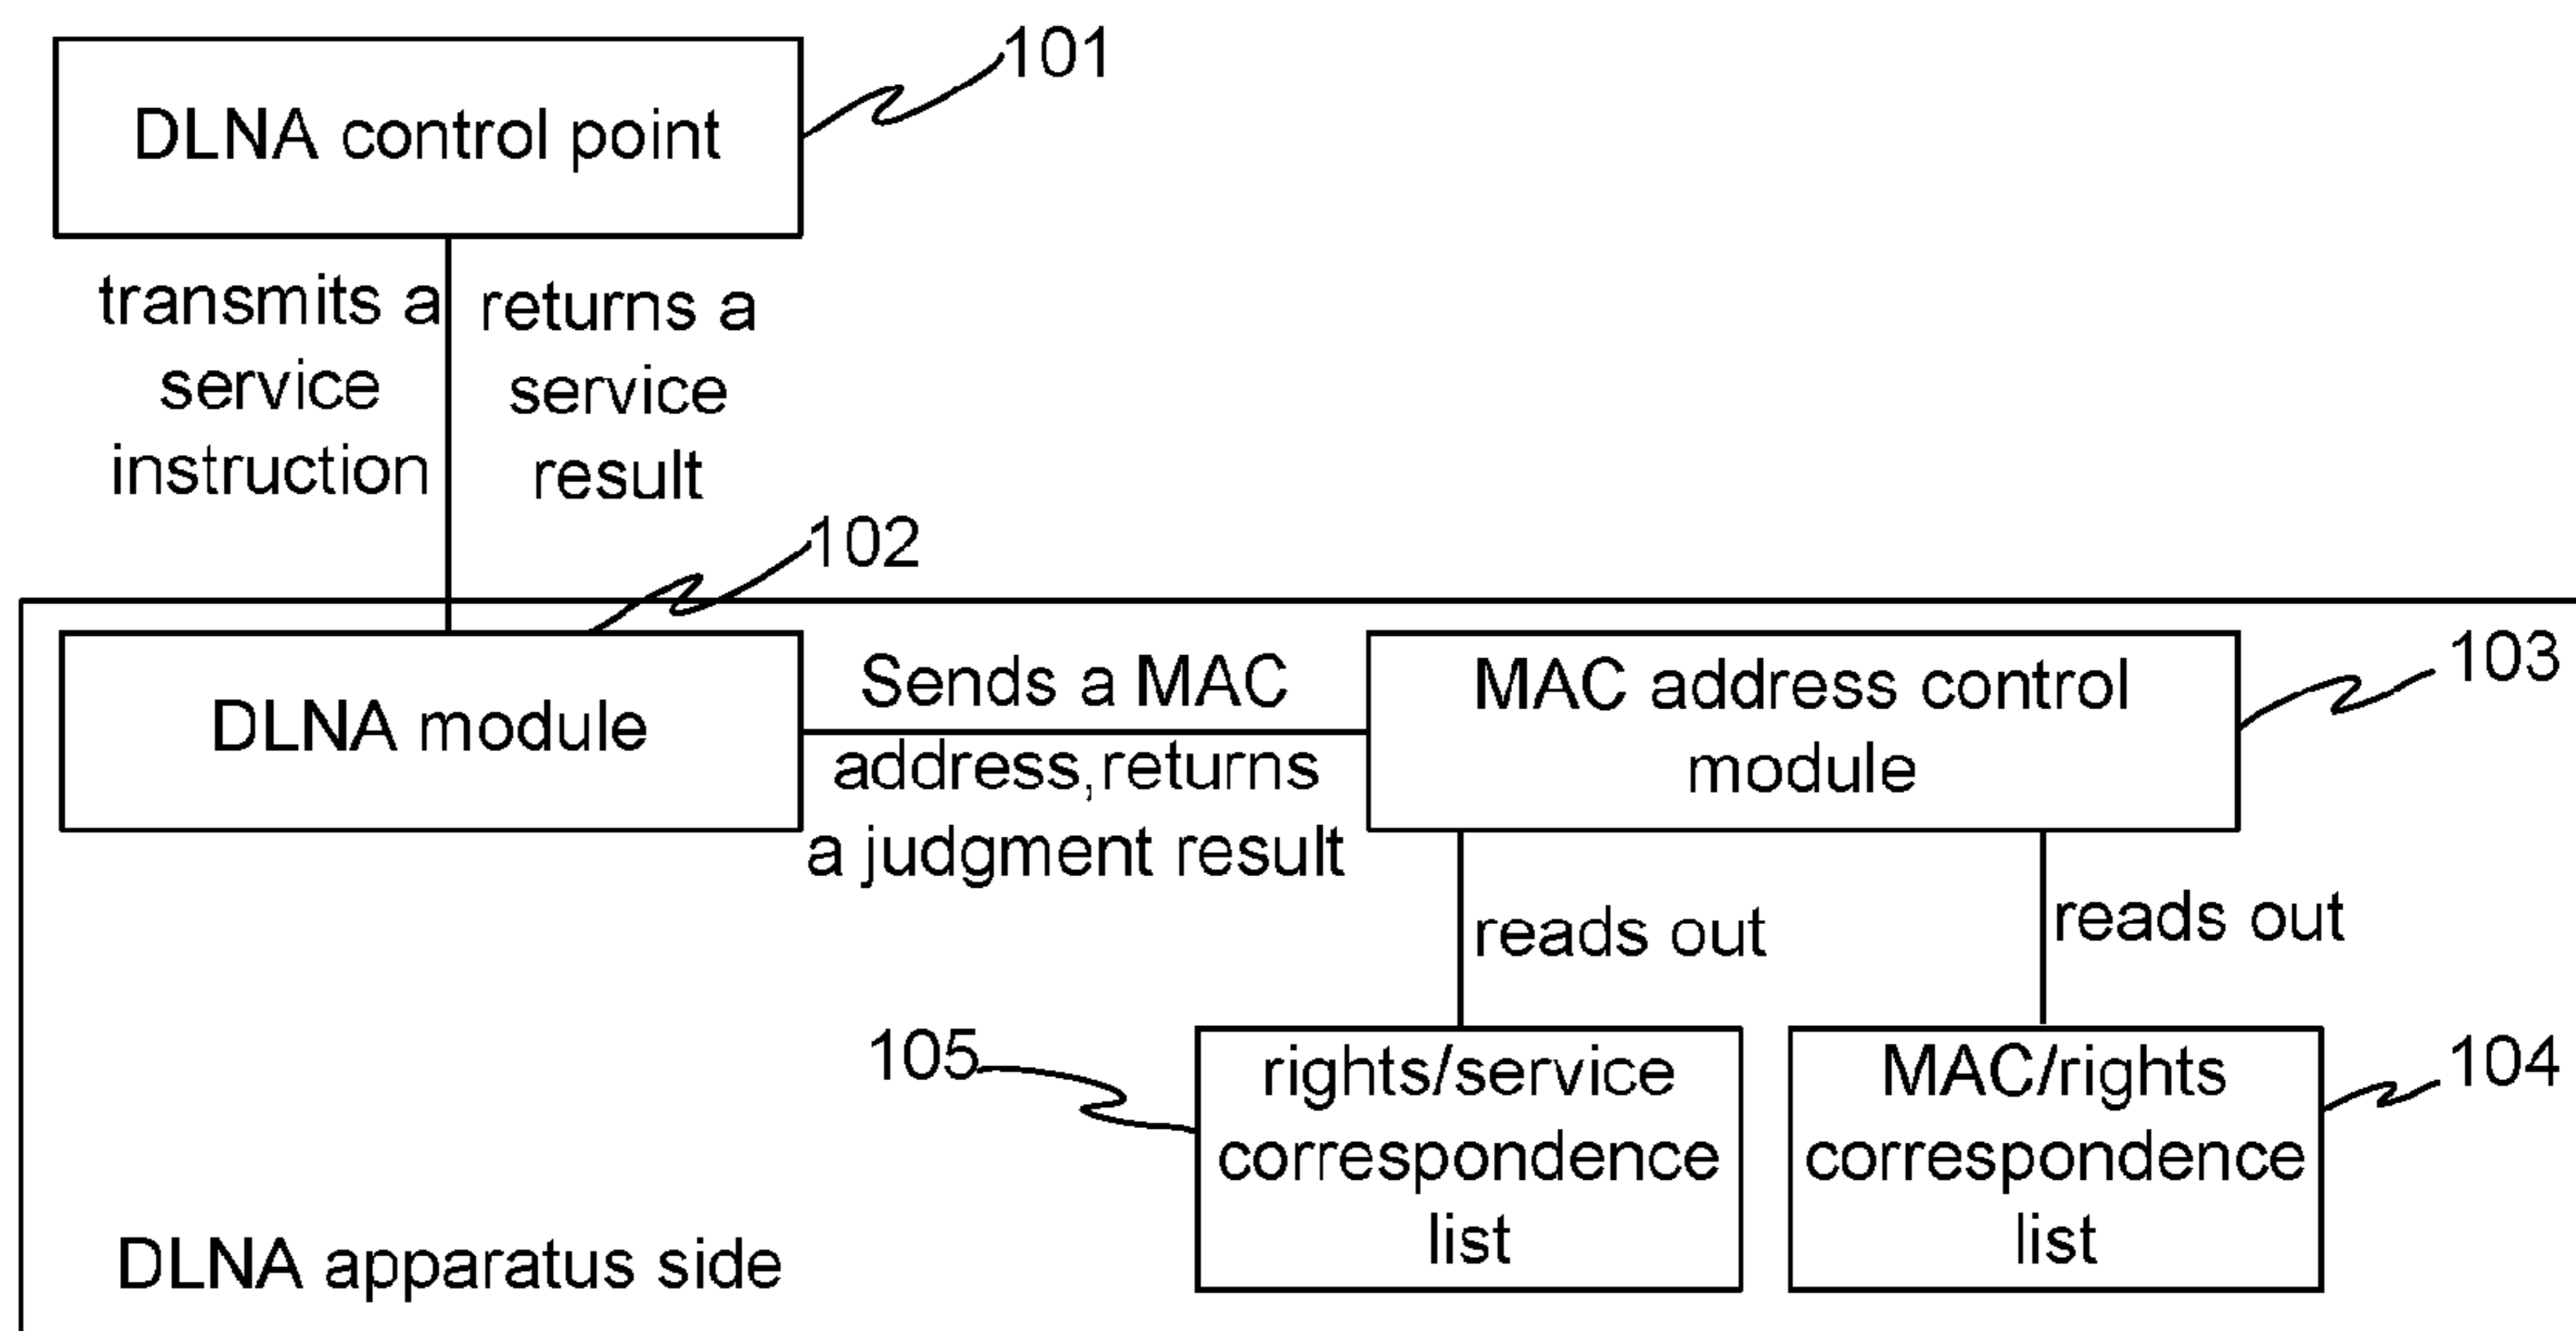 101
DLNA control point
transmits a
service
instruction
returns a
service
result
102
DLNA module
Sends a MAC
address,returns
a judgment result
MAC address control
module
103
reads out
reads out
105
rights/service
correspondence
list
MAC/rights
correspondence
list
104
DLNA apparatus side